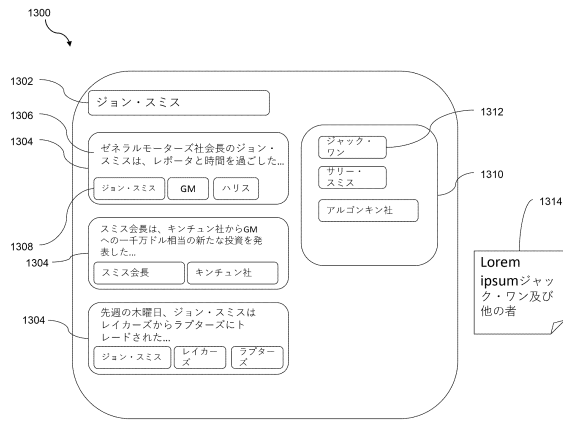 1300
1302
ジョン・スミス
1306
1304
ゼネラルモーターズ社会長のジョン・
スミスは、レポータと時間を過ごした...
ジョン・スミス
GM
ハリス
1308
スミス会長は、キンチュン社からGM
への一千万ドル相当の新たな投資を発
表した...
1304
スミス会長
キンチュン社
1304
先週の木曜日、ジョン・スミスは
レイカーズからラプターズにト
レードされた...
ジョン・スミス
レイカー
ズ
ラプター
ズ
1312
ジャック・
ワン
サリー・
スミス
アルゴンキン社
1310
1314
Lorem
ipsumジャッ
ク・ワン及び
他の者